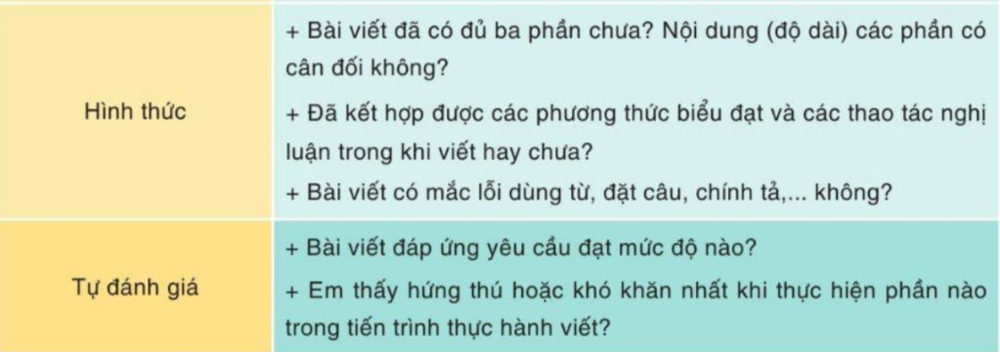 Hình thức
+ Bài viết đã có đủ ba phần chưa? Nội dung (độ dài) các phần có
cân đối không?
+ Đã kết hợp được các phương thức biểu đạt và các thao tác nghị
luận trong khi viết hay chưa?
+ Bài viết có mắc lỗi dùng từ, đặt câu, chính tả,... không?
Tự đánh giá
+ Bài viết đáp ứng yêu cầu đạt mức độ nào?
+ Em thấy hứng thú hoặc khó khăn nhất khi thực hiện phần nào
trong tiến trình thực hành viết?